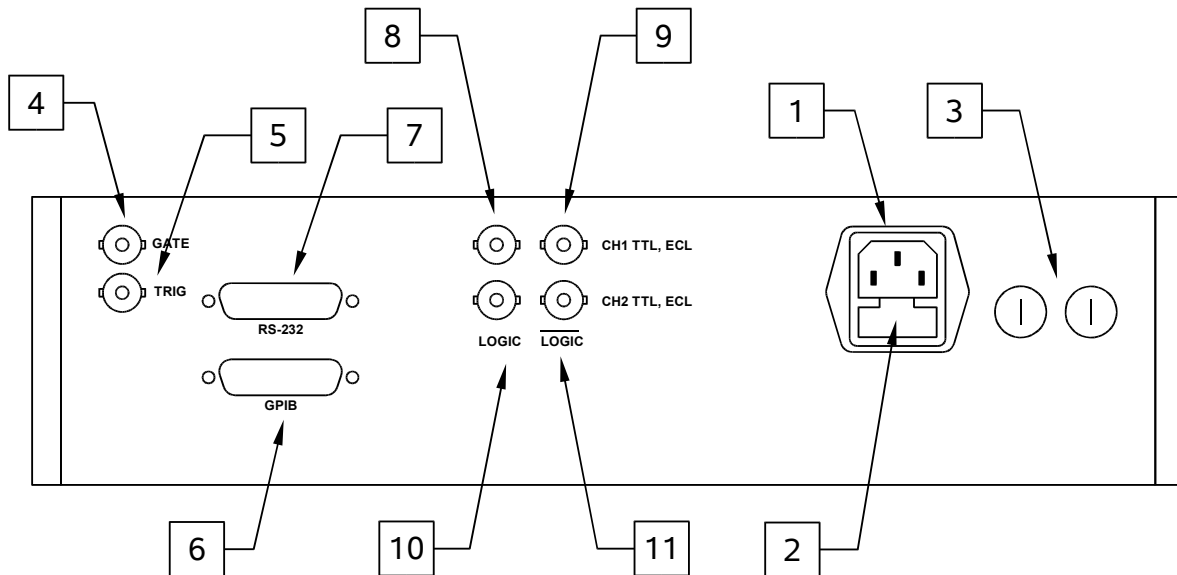 8
9
4
1
3
5
7
GATE
CH1 TTL, ECL
TRIG
CH2 TTL, ECL
RS-232
LOGIC
LOGIC
GPIB
6
10
11
2